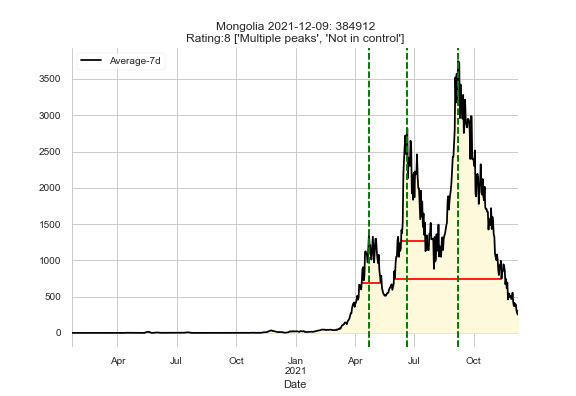 Mongolia 2021-12-09: 384912
Rating:8 ['Multiple peaks', 'Not in control']
Average-7d
3500
3000
2500
2000
1500
1000
500
0
Apr Jul Oct Jan Apr Jul Oct
2021
Date